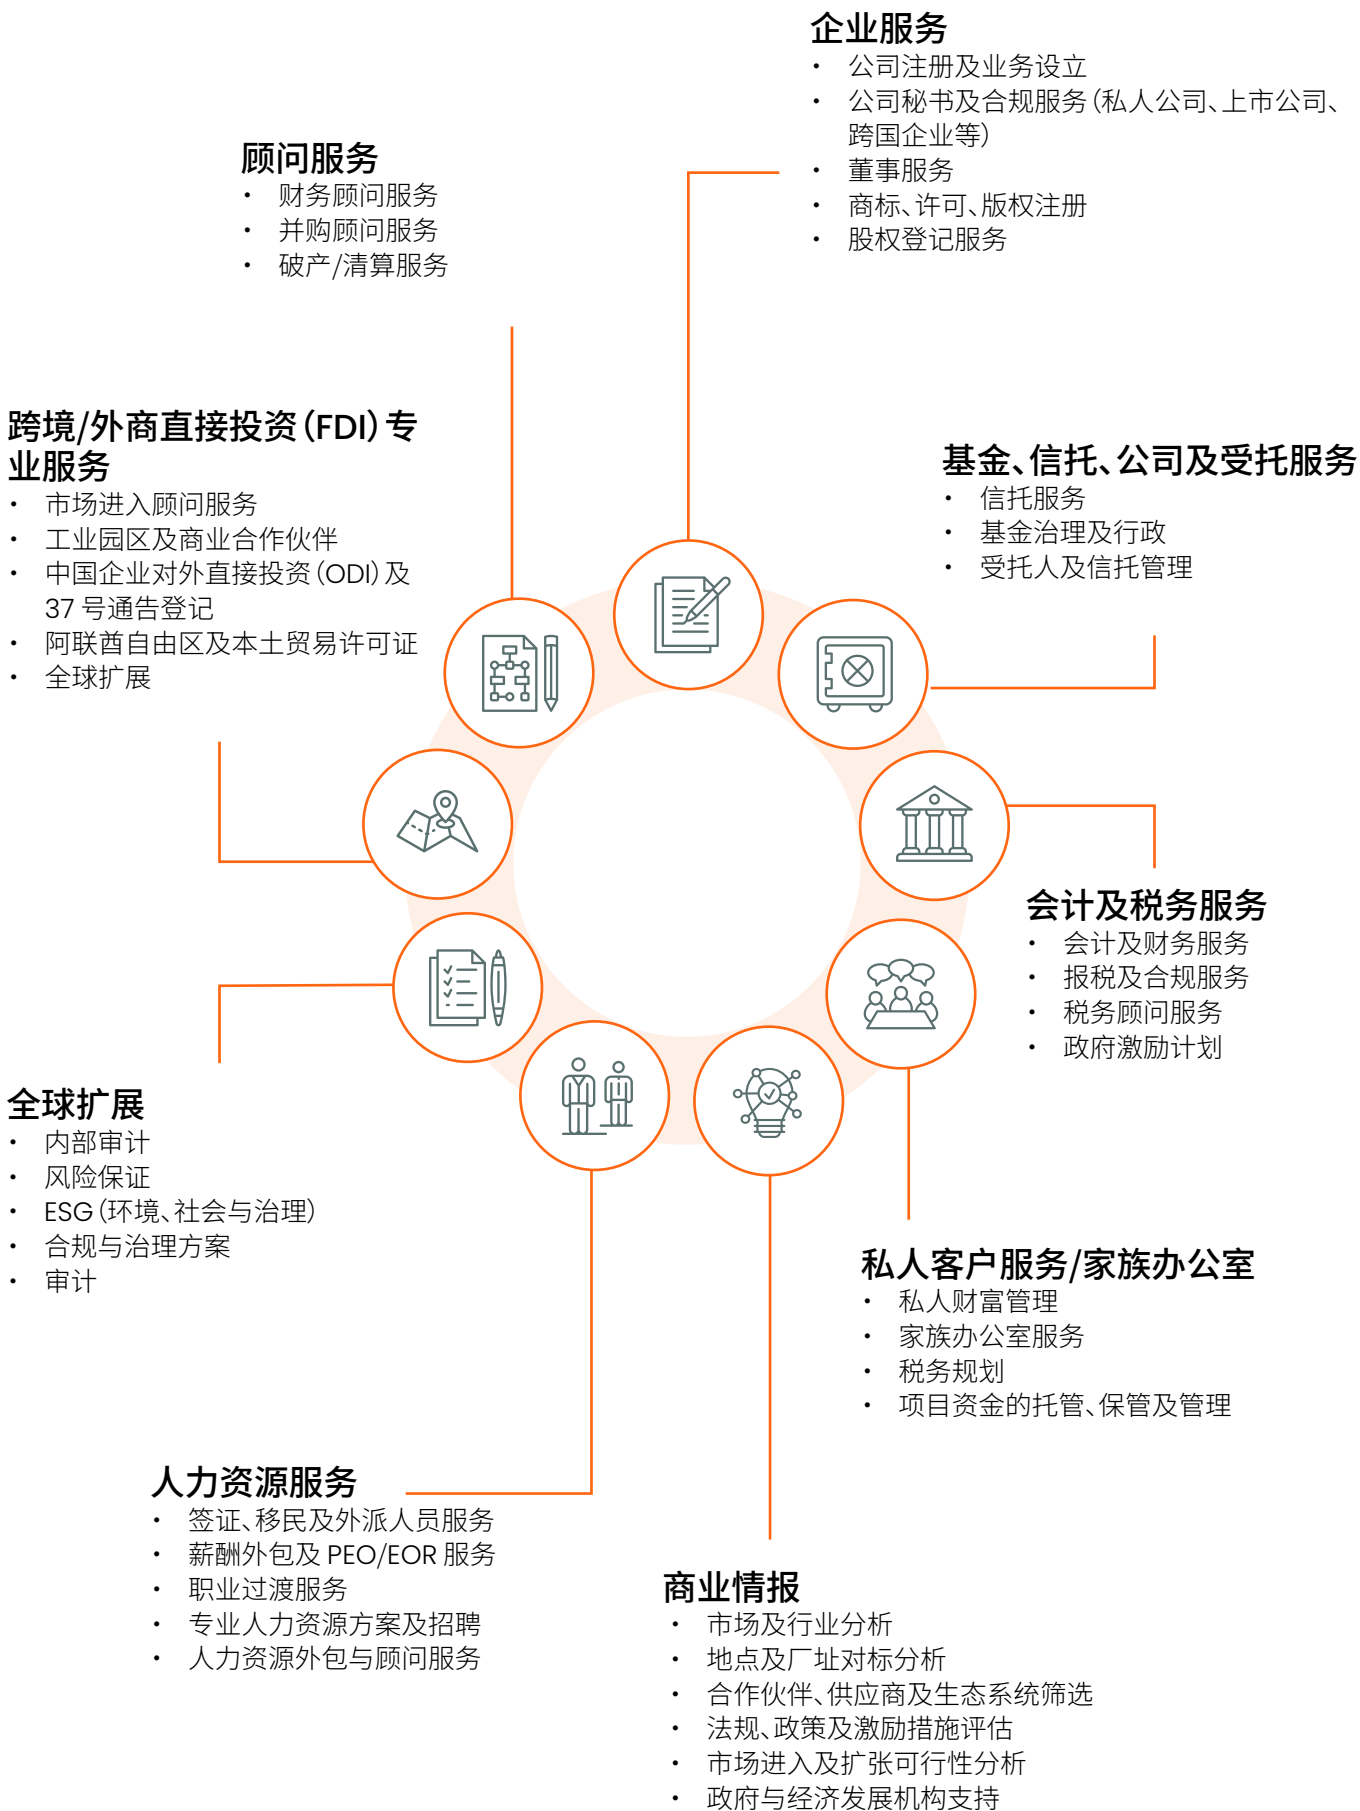 企业服务
• 公司注册及业务设立
• 公司秘书及合规服务（私人公司、上市公司、
跨国企业等）
• 董事服务
• 商标、许可、版权注册
• 股权登记服务
顾问服务
• 财务顾问服务
• 并购顾问服务
• 破产/清算服务
跨境/外商直接投资（FDI）专
业服务
• 市场进入顾问服务
• 工业园区及商业合作伙伴
• 中国企业对外直接投资（ODI）及
37 号通告登记
• 阿联酋自由区及本土贸易许可证
• 全球扩展
基金、信托、公司及受托服务
• 信托服务
• 基金治理及行政
• 受托人及信托管理
会计及税务服务
• 会计及财务服务
• 报税及合规服务
• 税务顾问服务
• 政府激励计划
全球扩展
• 内部审计
• 风险保证
• ESG（环境、社会与治理）
• 合规与治理方案
• 审计
私人客户服务/家族办公室
• 私人财富管理
• 家族办公室服务
• 税务规划
• 项目资金的托管、保管及管理
人力资源服务
• 签证、移民及外派人员服务
• 薪酬外包及 PEO/EOR 服务
• 职业过渡服务
• 专业人力资源方案及招聘
• 人力资源外包与顾问服务
商业情报
• 市场及行业分析
• 地点及厂址对标分析
• 合作伙伴、供应商及生态系统筛选
• 法规、政策及激励措施评估
• 市场进入及扩张可行性分析
• 政府与经济发展机构支持